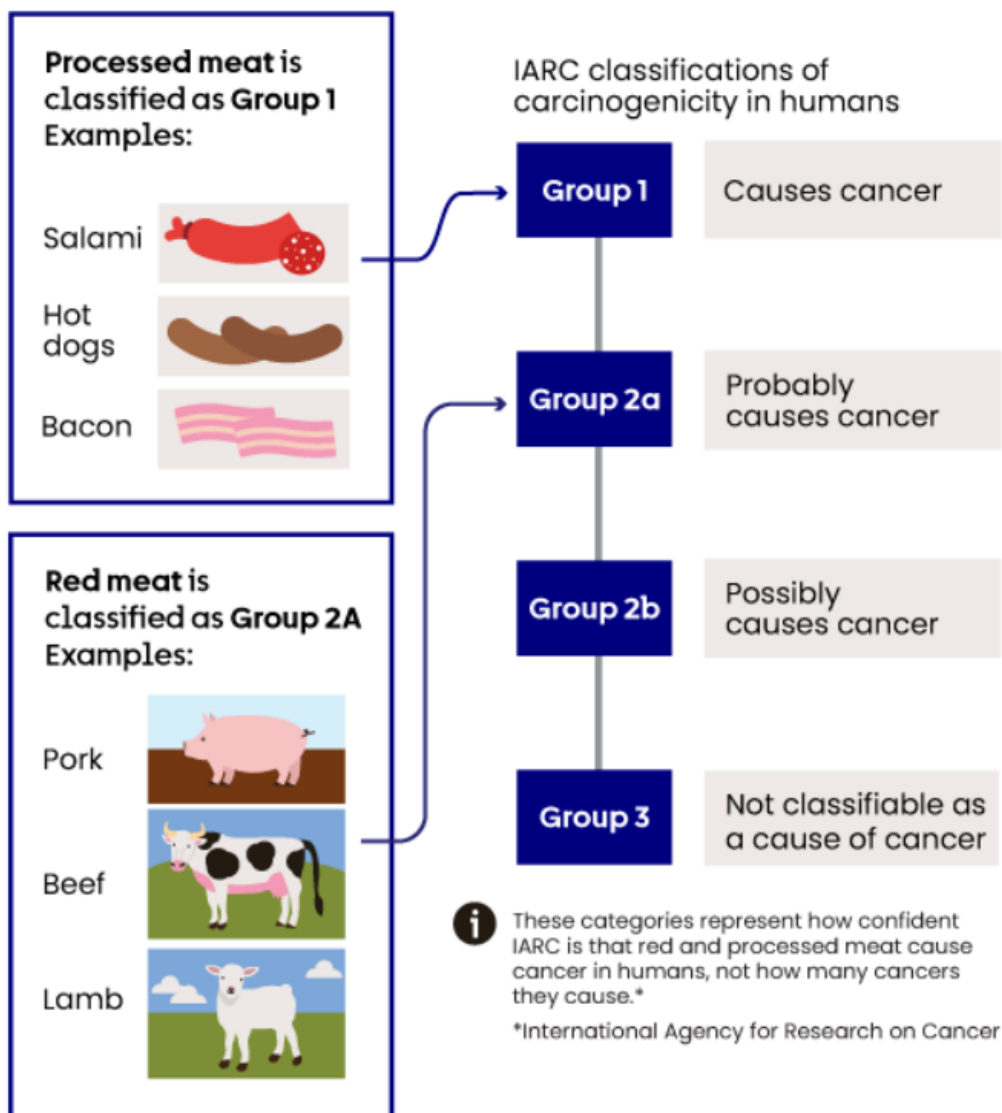 Processed meat is
classified as Group 1
Examples:
Salami
Hot
dogs
Bacon
Red meat is
classified as Group 2A
Examples:
Pork
Beef
Lamb
IARC classifications of
carcinogenicity in humans
Group 1
Causes cancer
Group 2a
Probably
causes cancer
Group 2b
Possibly
causes cancer
Group 3
Not classifiable as
a cause of cancer
i
These categories represent how confident
IARC is that red and processed meat cause
cancer in humans, not how many cancers
they cause.*
*International Agency for Research on Cancer